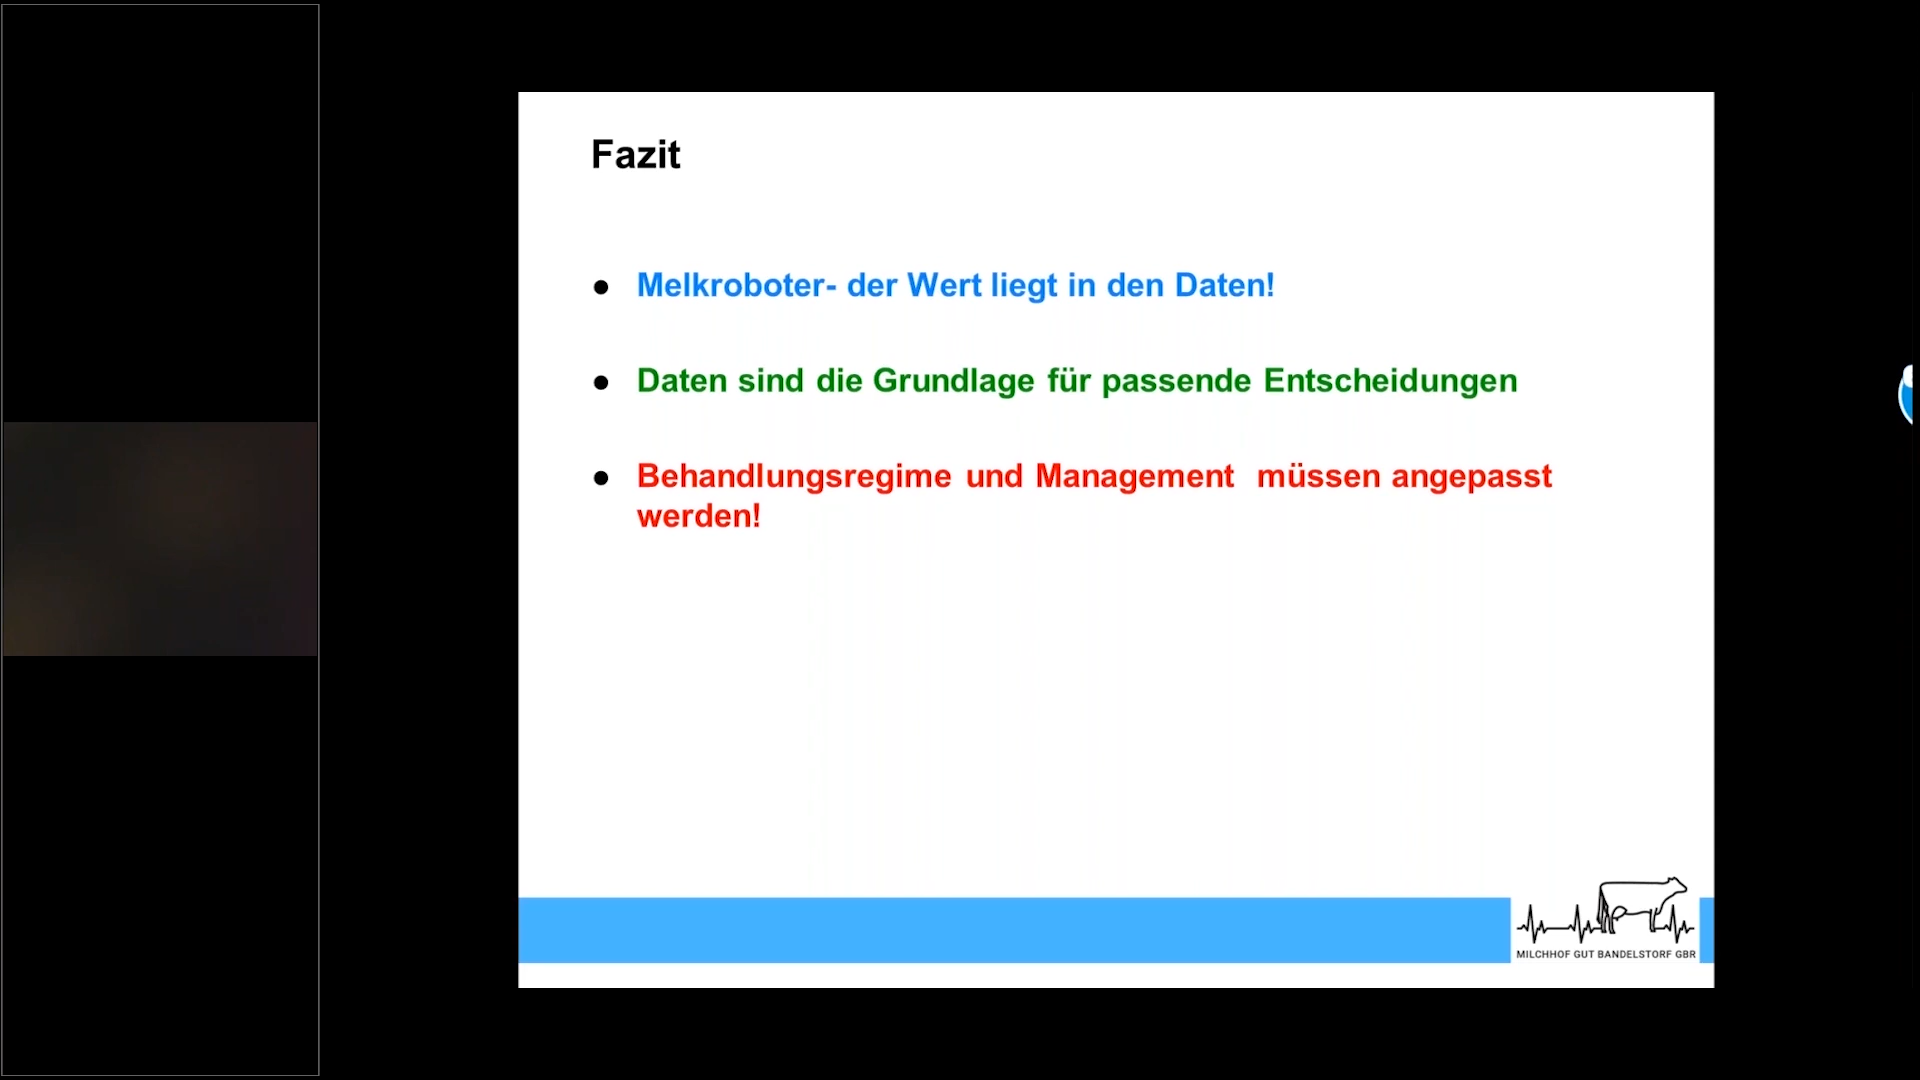 Fazit
● Melkroboter- der Wert liegt in den Daten!
● Daten sind die Grundlage für passende Entscheidungen
● Behandlungsregime und Management  müssen angepasst
werden!
MILCHHOF GUT BANDELSTORF GBR